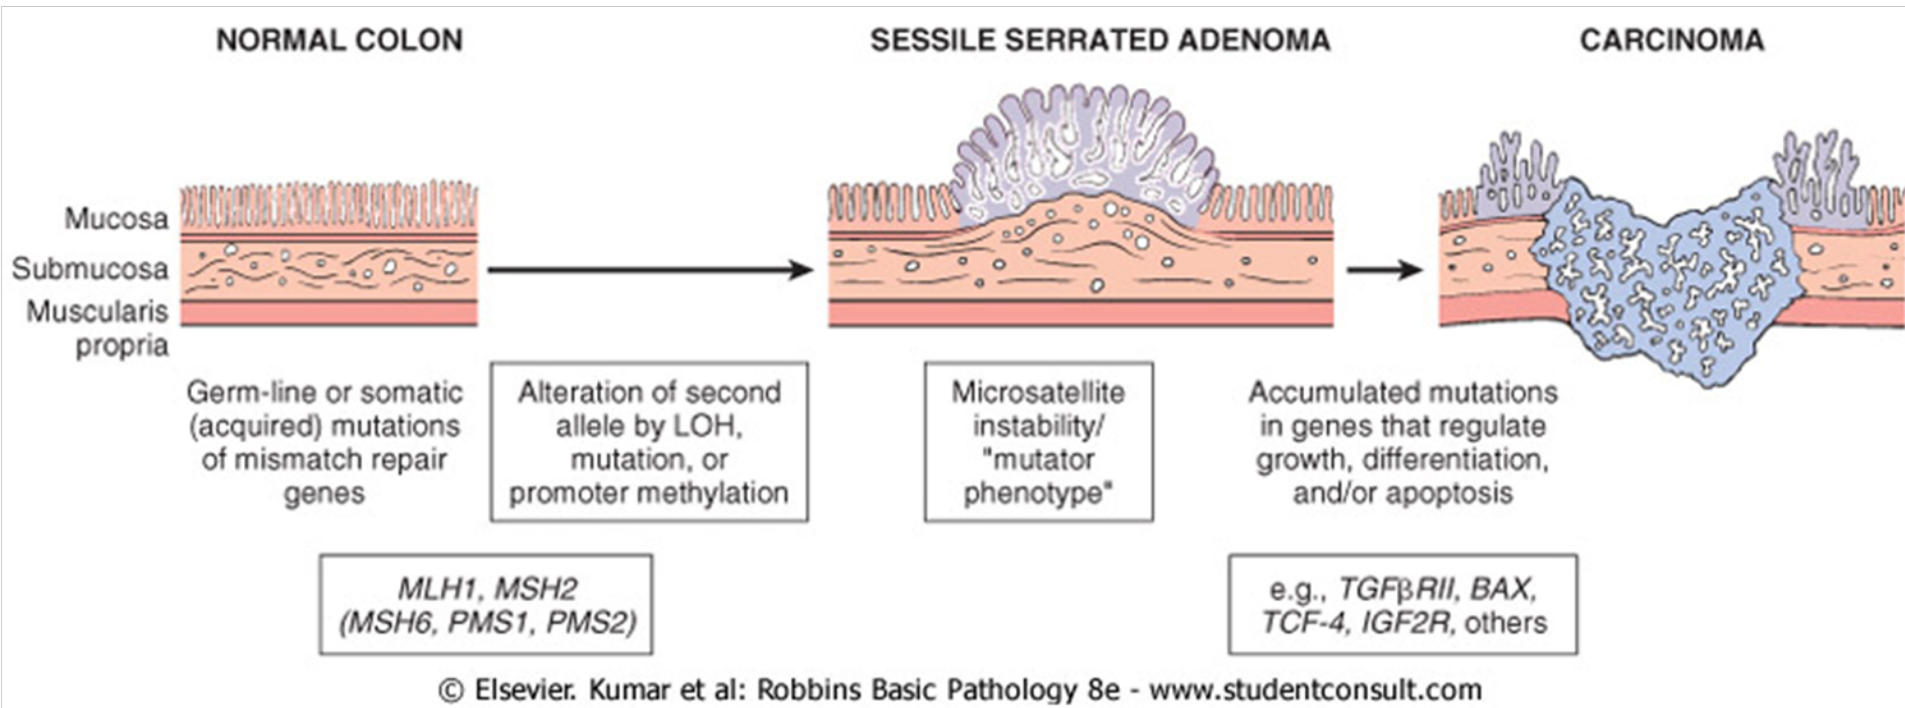 NORMAL COLON
SESSILE SERRATED ADENOMA
CARCINOMA
Mucosa
Submucosa
Muscularis
propria
Germ-line or somatic
(acquired) mutations
of mismatch repair
genes
Alteration of second
allele by LOH,
mutation, or
promoter methylation
Microsatellite
instability/
"mutator
phenotype"
Accumulated mutations
in genes that regulate
growth, differentiation,
and/or apoptosis
MLH1, MSH2
(MSH6, PMS1, PMS2)
e.g., TGFβRII, BAX,
TCF-4, IGF2R, others
© Elsevier. Kumar et al: Robbins Basic Pathology 8e - www.studentconsult.com